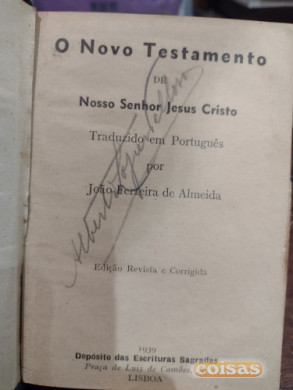 O Novo Testamento
DE
Nosso Senhor Jesus Cristo
Traduzido em Português
por
João Ferreira de Almeida
Alberto
Edição Revista e Corrigida
1939
Depósito das Escrituras Sagradas
Praça de Luiz de Camões,
LISBOA
coisas